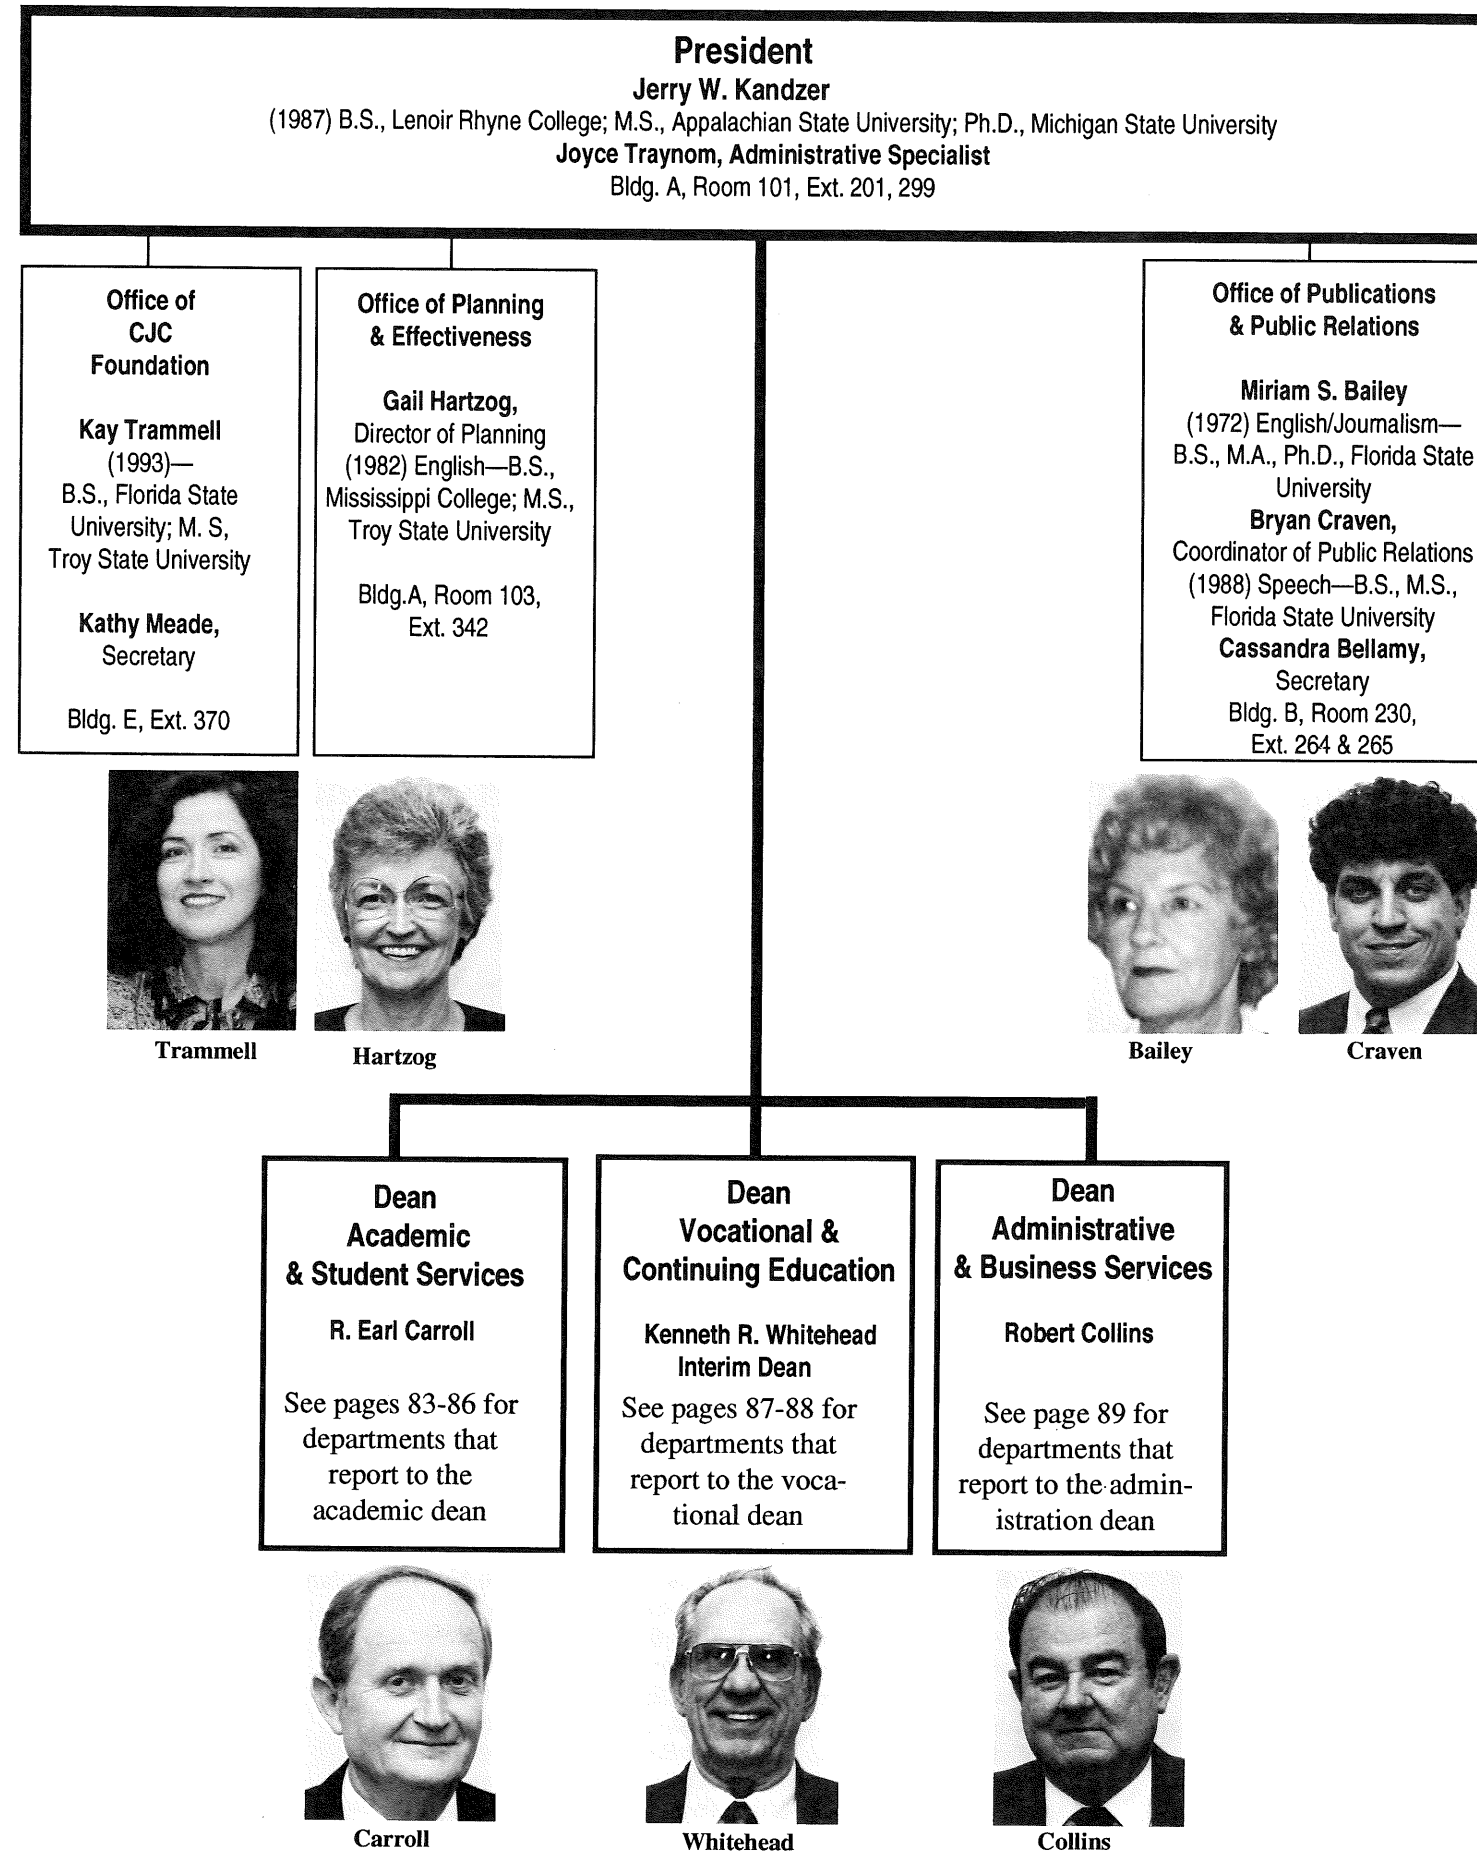 President
Jerry W. Kandzer
(1987) B.S., Lenoir Rhyne College; M.S., Appalachian State University; Ph.D., Michigan State University
Joyce Traynom, Administrative Specialist
Bldg. A, Room 101, Ext. 201, 299
Office of
CJC
Foundation
Kay Trammell
(1993)—
B.S., Florida State
University; M. S,
Troy State University
Kathy Meade,
Secretary
Bldg. E, Ext. 370
Office of Planning
& Effectiveness
Gail Hartzog,
Director of Planning
(1982) English—B.S.,
Mississippi College; M.S.,
Troy State University
Bldg.A, Room 103,
Ext. 342
Office of Publications
& Public Relations
Miriam S. Bailey
(1972) English/Journalism—
B.S., M.A., Ph.D., Florida State
University
Bryan Craven,
Coordinator of Public Relations
(1988) Speech—B.S., M.S.,
Florida State University
Cassandra Bellamy,
Secretary
Bldg. B, Room 230,
Ext. 264 & 265
Trammell
Hartzog
Bailey
Craven
Dean
Academic
& Student Services
R. Earl Carroll
See pages 83-86 for
departments that
report to the
academic dean
Dean
Vocational &
Continuing Education
Kenneth R. Whitehead
Interim Dean
See pages 87-88 for
departments that
report to the voca-
tional dean
Dean
Administrative
& Business Services
Robert Collins
See page 89 for
departments that
report to the admin-
istration dean
Carroll
Whitehead
Collins